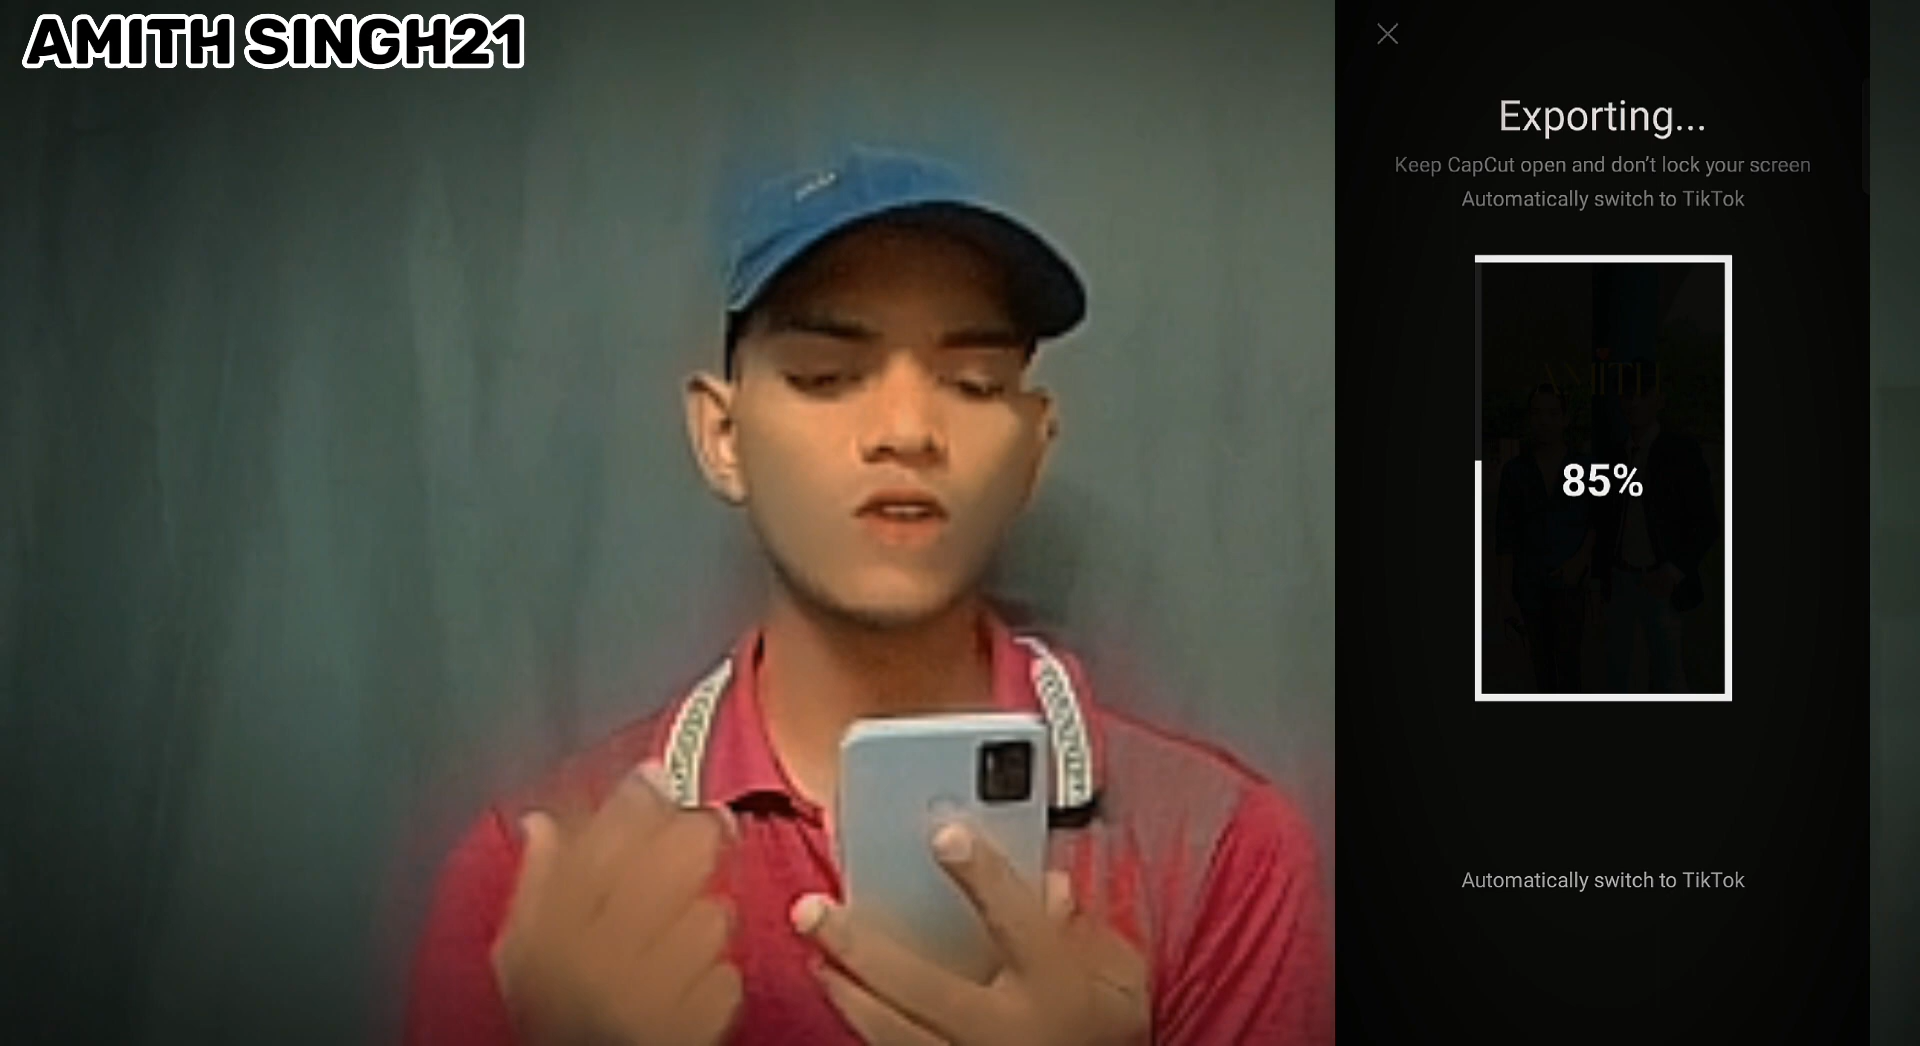 AMITH SINGH21
Exporting...
Keep CapCut open and don't lock your screen
Automatically switch to TikTok
AMITH
85%
Automatically switch to TikTok